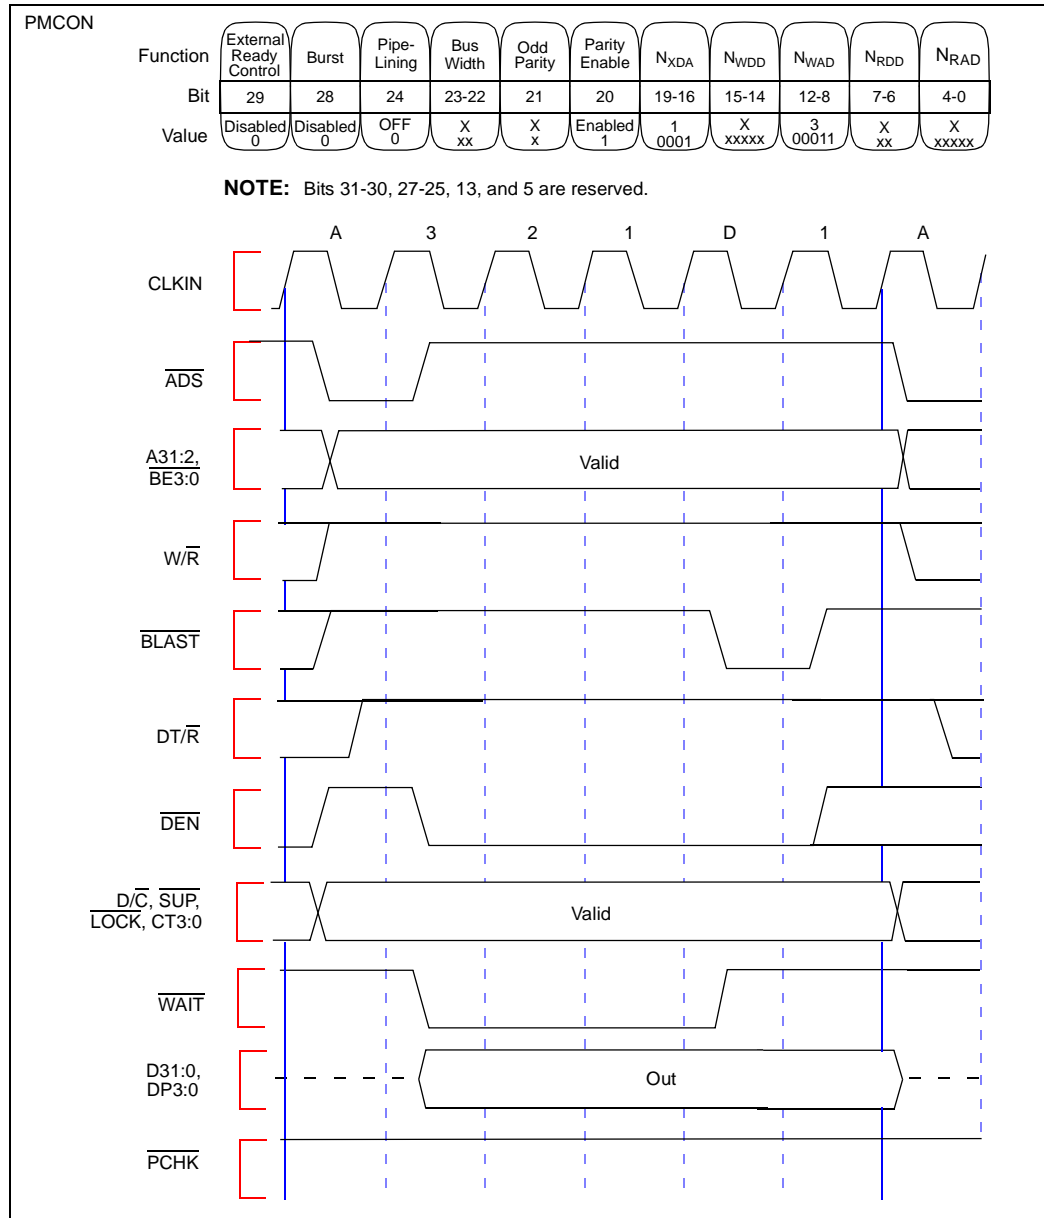 PMCON
Function External Ready Control Burst Pipe-Lining Bus Width Odd Parity Parity Enable NXDA NWDD NWAD NRDD NRAD
Bit 29 28 24 23-22 21 20 19-16 15-14 12-8 7-6 4-0
Value Disabled 0 Disabled 0 OFF 0 X xx X x Enabled 1 1 0001 X xxxxx 3 00011 X xx X xxxxx
NOTE: Bits 31-30, 27-25, 13, and 5 are reserved.
A 3 2 1 D 1 A
CLKIN
ADS
A31:2,
BE3:0
Valid
W/R
BLAST
DT/R
DEN
D/C, SUP,
LOCK, CT3:0
Valid
WAIT
D31:0,
DP3:0
Out
PCHK